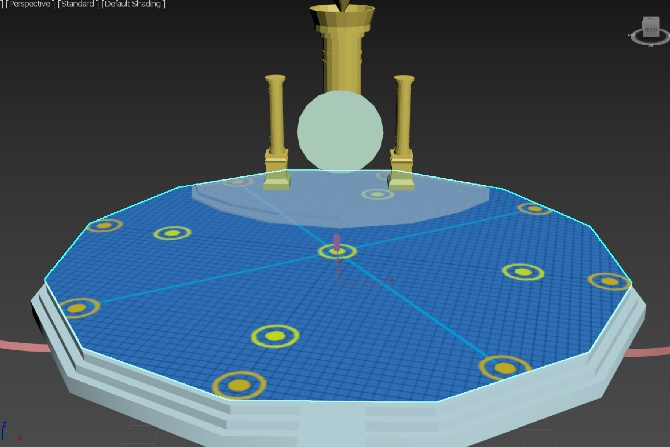 ] [Perspective ] [Standard ] [Default Shading ]
z
x